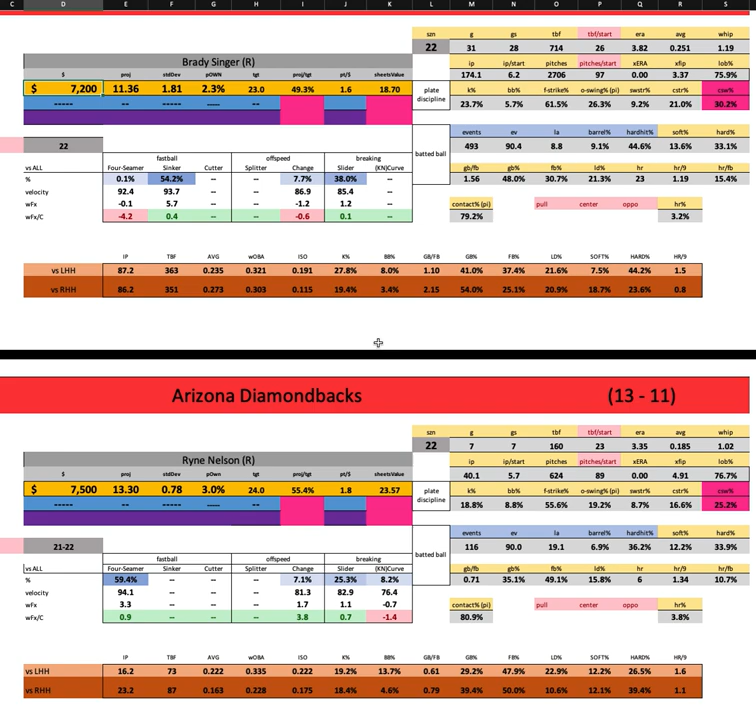 C D E F G H I J K L M N O P Q R S
szn g gs tbf tbf/start era avg whip
22 31 28 714 26 3.82 0.251 1.19
Brady Singer (R)
ip ip/start pitches pitches/start xERA xfip lob%
174.1 6.2 2706 97 0.00 3.37 75.9%
$ proj stdDev pOWN tgt proj/tgt pt/$ sheetsValue
$ 7,200 11.36 1.81 2.3% 23.0 49.3% 1.6 18.70
plate discipline
k% bb% f-strike% o-swing% (pi) swstr% cstr% csw%
23.7% 5.7% 61.5% 26.3% 9.2% 21.0% 30.2%
----- -- -- ---- --
events ev la barrel% hardhit% soft% hard%
493 90.4 8.8 9.1% 44.6% 13.6% 33.1%
22
batted ball
fastball offspeed breaking
gb/fb gb% fb% ld% hr hr/9 hr/fb
1.56 48.0% 30.7% 21.3% 23 1.19 15.4%
vs ALL Four-Seamer Sinker Cutter Splitter Change Slider (KN)Curve
% 0.1% 54.2% -- -- 7.7% 38.0% --
velocity 92.4 93.7 -- -- 86.9 85.4 --
wFx -0.1 5.7 -- -- -1.2 1.2 --
wFx/C -4.2 0.4 -- -- -0.6 0.1 --
contact% (pi) pull center oppo hr%
79.2% 3.2%
IP TBF AVG wOBA ISO K% BB% GB/FB GB% FB% LD% SOFT% HARD% HR/9
vs LHH 87.2 363 0.235 0.321 0.191 27.8% 8.0% 1.10 41.0% 37.4% 21.6% 7.5% 44.2% 1.5
vs RHH 86.2 351 0.273 0.303 0.115 19.4% 3.4% 2.15 54.0% 25.1% 20.9% 18.7% 23.6% 0.8
Arizona Diamondbacks (13 - 11)
szn g gs tbf tbf/start era avg whip
22 7 7 160 23 3.35 0.185 1.02
Ryne Nelson (R)
ip ip/start pitches pitches/start xERA xfip lob%
40.1 5.2 624 89 0.00 4.91 76.7%
$ proj stdDev pOwn tgt proj/tgt pt/$ sheetsValue
$ 7,500 13.30 0.78 3.0% 24.0 55.4% 1.8 23.57
plate discipline
k% bb% f-strike% o-swing% (pi) swstr% cstr% csw%
18.8% 8.8% 55.6% 19.2% 8.7% 16.6% 25.2%
----- -- -- ---- --
events ev la barrel% hardhit% soft% hard%
116 90.0 19.1 6.9% 36.2% 12.2% 33.9%
21-22
batted ball
fastball offspeed breaking
gb/fb gb% fb% ld% hr hr/9 hr/fb
0.71 35.1% 49.1% 15.8% 6 1.34 10.7%
vs ALL Four-Seamer Sinker Cutter Splitter Change Slider (KN)Curve
% 59.4% -- -- -- 7.1% 25.3% 8.2%
velocity 94.1 -- -- -- 81.3 82.9 76.4
wFx 3.3 -- -- -- 1.7 1.1 -0.7
wFx/C 0.9 -- -- -- 3.8 0.7 -1.4
contact% (pi) pull center oppo hr%
80.9% 3.8%
IP TBF AVG wOBA ISO K% BB% GB/FB GB% FB% LD% SOFT% HARD% HR/9
vs LHH 16.2 73 0.222 0.335 0.222 19.2% 13.7% 0.61 29.2% 47.9% 22.9% 12.2% 26.5% 1.6
vs RHH 23.2 87 0.163 0.228 0.175 18.4% 4.6% 0.79 39.4% 50.0% 10.6% 12.1% 39.4% 1.1